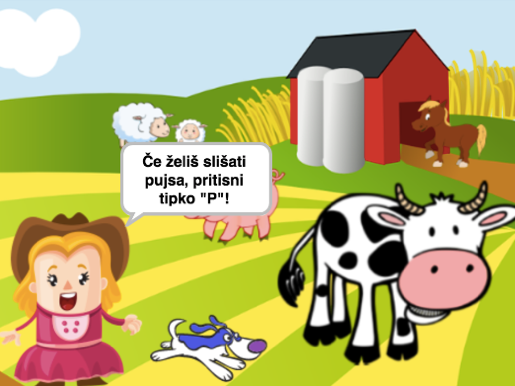 Če želiš slišati
pujsa, pritisni
tipko "P"!